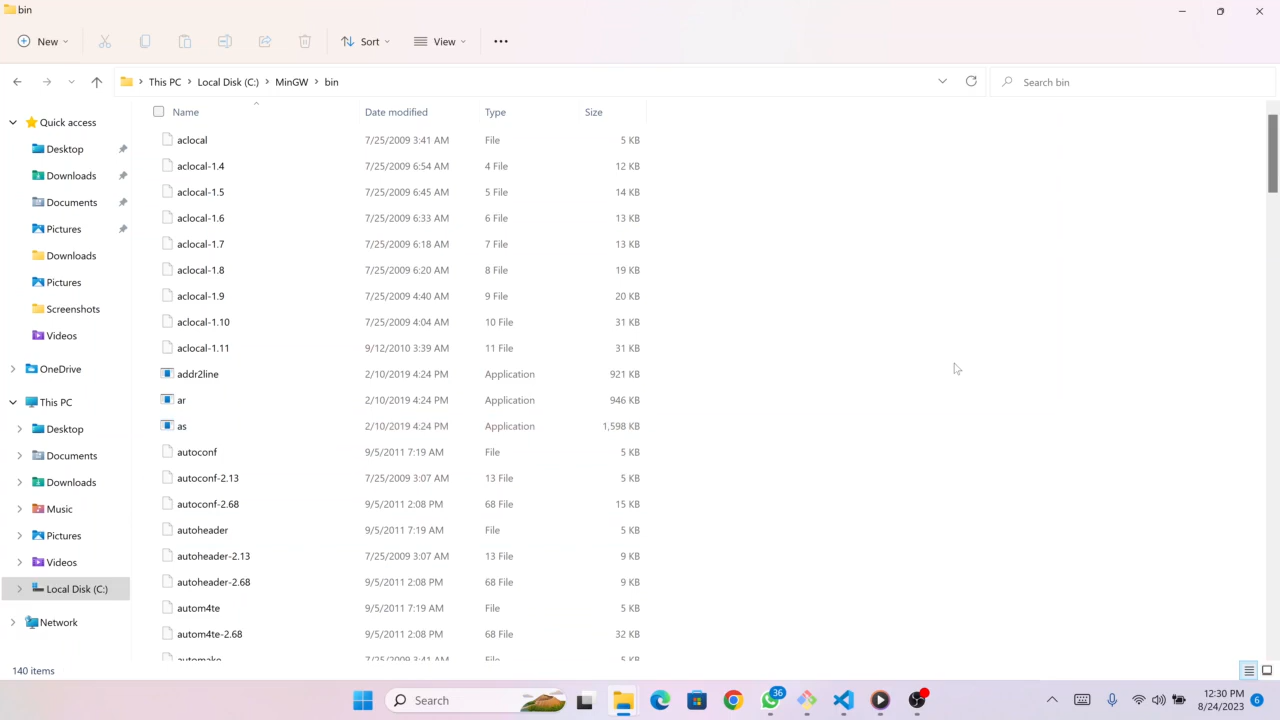 bin
New
Sort
View
This PC > Local Disk (C:) > MinGW > bin
Search bin
Name Date modified Type Size
Quick access
Desktop
Downloads
Documents
Pictures
Downloads
Pictures
Screenshots
Videos
OneDrive
This PC
Desktop
Documents
Downloads
Music
Pictures
Videos
Local Disk (C:)
Network
aclocal 7/25/2009 3:41 AM File 5 KB
aclocal-1.4 7/25/2009 6:54 AM 4 File 12 KB
aclocal-1.5 7/25/2009 6:45 AM 5 File 14 KB
aclocal-1.6 7/25/2009 6:33 AM 6 File 13 KB
aclocal-1.7 7/25/2009 6:18 AM 7 File 13 KB
aclocal-1.8 7/25/2009 6:20 AM 8 File 19 KB
aclocal-1.9 7/25/2009 4:40 AM 9 File 20 KB
aclocal-1.10 7/25/2009 4:04 AM 10 File 31 KB
aclocal-1.11 9/12/2010 3:39 AM 11 File 31 KB
addr2line 2/10/2019 4:24 PM Application 921 KB
ar 2/10/2019 4:24 PM Application 946 KB
as 2/10/2019 4:24 PM Application 1,598 KB
autoconf 9/5/2011 7:19 AM File 5 KB
autoconf-2.13 7/25/2009 3:07 AM 13 File 5 KB
autoconf-2.68 9/5/2011 2:08 PM 68 File 15 KB
autoheader 9/5/2011 7:19 AM File 5 KB
autoheader-2.13 7/25/2009 3:07 AM 13 File 9 KB
autoheader-2.68 9/5/2011 2:08 PM 68 File 9 KB
autom4te 9/5/2011 7:19 AM File 5 KB
autom4te-2.68 9/5/2011 2:08 PM 68 File 32 KB
automake 7/25/2009 3:41 AM File 5 KB
140 items
Search
36
12:30 PM
8/24/2023
6